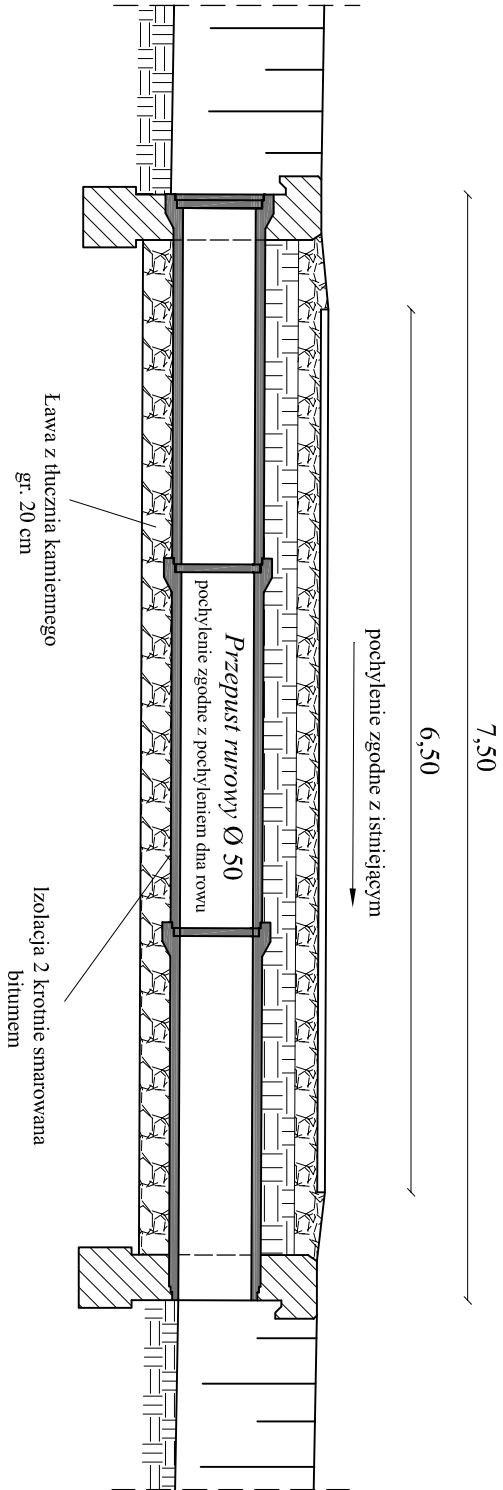 7,50
6,50
pochylenie zgodne z istniejącym
Przepust rurowy Ø 50
pochylenie zgodne z pochyleniem dna rowu
Ława z tłucznia kamiennego
gr. 20 cm
Izolacja 2 krotnie smarowana
bitumem